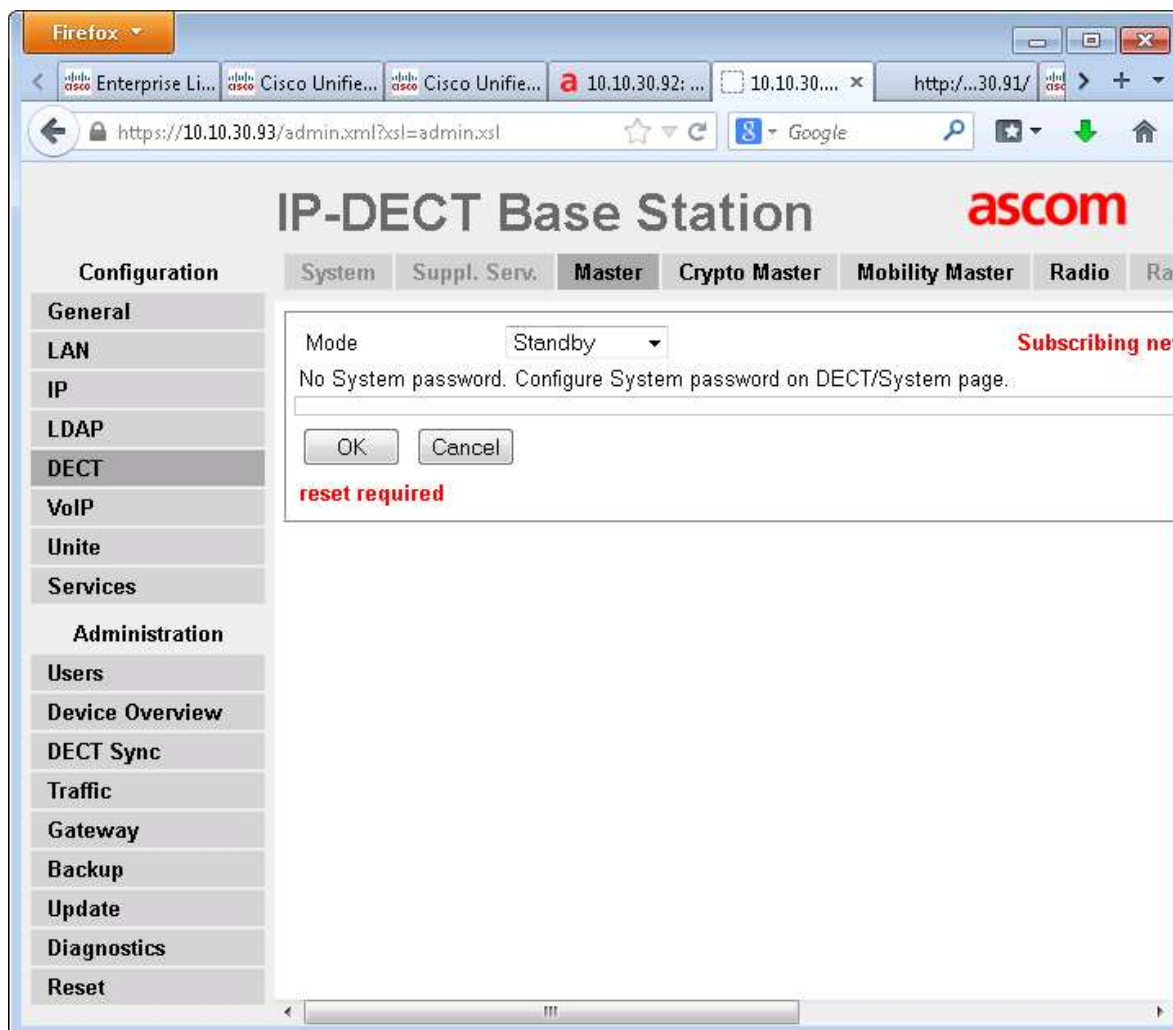 Firefox
Enterprise Li... Cisco Unifie... Cisco Unifie... 10.10.30.92: ... 10.10.30.... http:/...30.91/
https://10.10.30.93/admin.xml?xsl=admin.xsl Google
IP-DECT Base Station ascom
Configuration
System Suppl. Serv. Master Crypto Master Mobility Master Radio Ra
General
LAN
IP
LDAP
DECT
VoIP
Unite
Services
Mode Standby Subscribing ne
No System password. Configure System password on DECT/System page.
OK Cancel
reset required
Administration
Users
Device Overview
DECT Sync
Traffic
Gateway
Backup
Update
Diagnostics
Reset